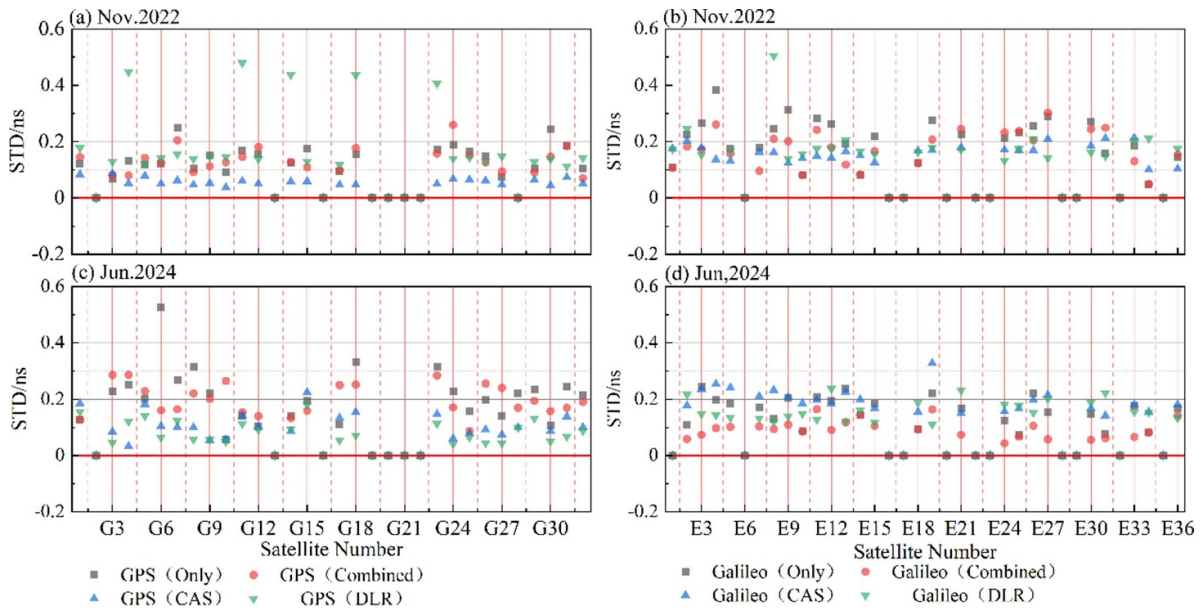 (a) Nov.2022
(b) Nov.2022
0.6
0.4
0.2
0
-0.2
STD/ns
0.6
0.4
0.2
0
-0.2
STD/ns
(c) Jun.2024
(d) Jun,2024
0.6
0.4
0.2
0
-0.2
STD/ns
0.6
0.4
0.2
0
-0.2
STD/ns
G3 G6 G9 G12 G15 G18 G21 G24 G27 G30
E3 E6 E9 E12 E15 E18 E21 E24 E27 E30 E33 E36
Satellite Number
Satellite Number
GPS（Only） GPS（Combined）
GPS（CAS） GPS（DLR）
Galileo（Only） Galileo（Combined）
Galileo（CAS） Galileo（DLR）